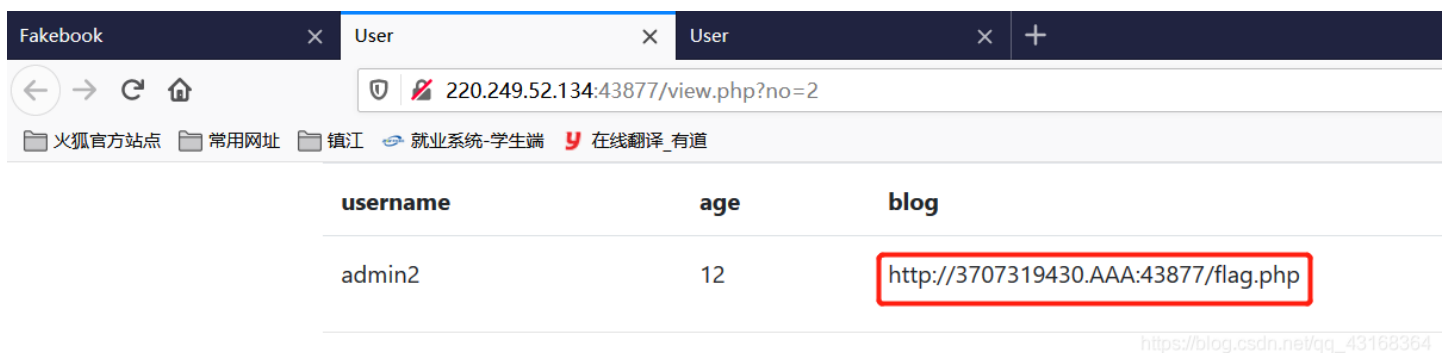 Fakebook User User
220.249.52.134:43877/view.php?no=2
火狐官方站点 常用网址 镇江 就业系统-学生端 在线翻译_有道
username age blog
admin2 12 http://3707319430.AAA:43877/flag.php
https://blog.csdn.net/qq_43168364